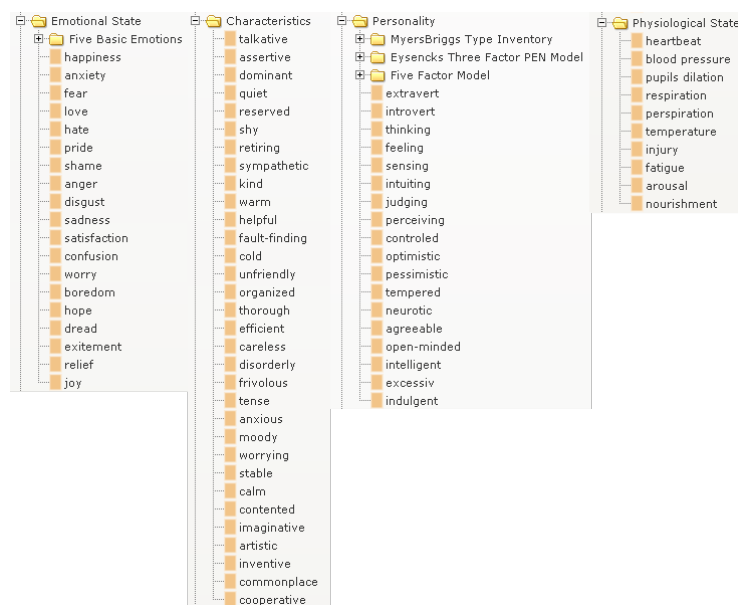 Emotional State
Five Basic Emotions
happiness
anxiety
fear
love
hate
pride
shame
anger
disgust
sadness
satisfaction
confusion
worry
boredom
hope
dread
exitement
relief
joy
Characteristics
talkative
assertive
dominant
quiet
reserved
shy
retiring
sympathetic
kind
warm
helpful
fault-finding
cold
unfriendly
organized
thorough
efficient
careless
disorderly
frivolous
tense
anxious
moody
worrying
stable
calm
contented
imaginative
artistic
inventive
commonplace
cooperative
Personality
MyersBriggs Type Inventory
Eysencks Three Factor PEN Model
Five Factor Model
extravert
introvert
thinking
feeling
sensing
intuiting
judging
perceiving
controled
optimistic
pessimistic
tempered
neurotic
agreeable
open-minded
intelligent
excessiv
indulgent
Physiological State
heartbeat
blood pressure
pupils dilation
respiration
perspiration
temperature
injury
fatigue
arousal
nourishment